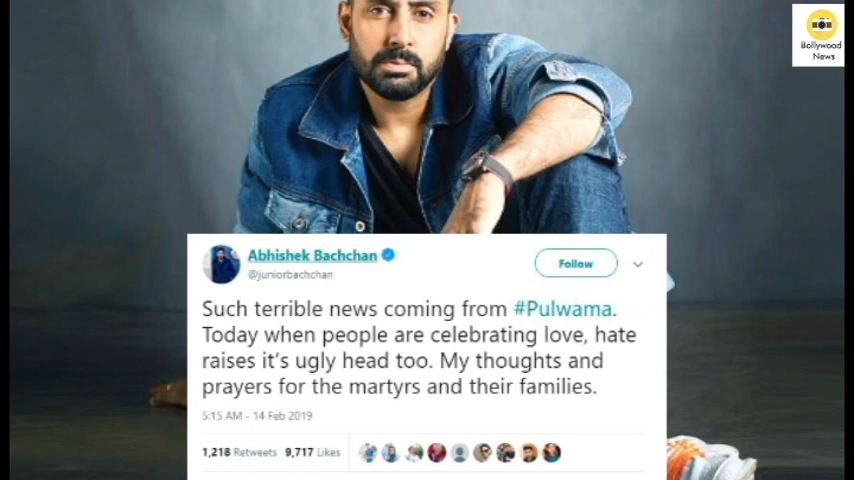 Bollywood
News
Abhishek Bachchan
@juniorbachchan
Follow
Such terrible news coming from #Pulwama.
Today when people are celebrating love, hate
raises it's ugly head too. My thoughts and
prayers for the martyrs and their families.
5:15 AM - 14 Feb 2019
1,218 Retweets 9,717 Likes